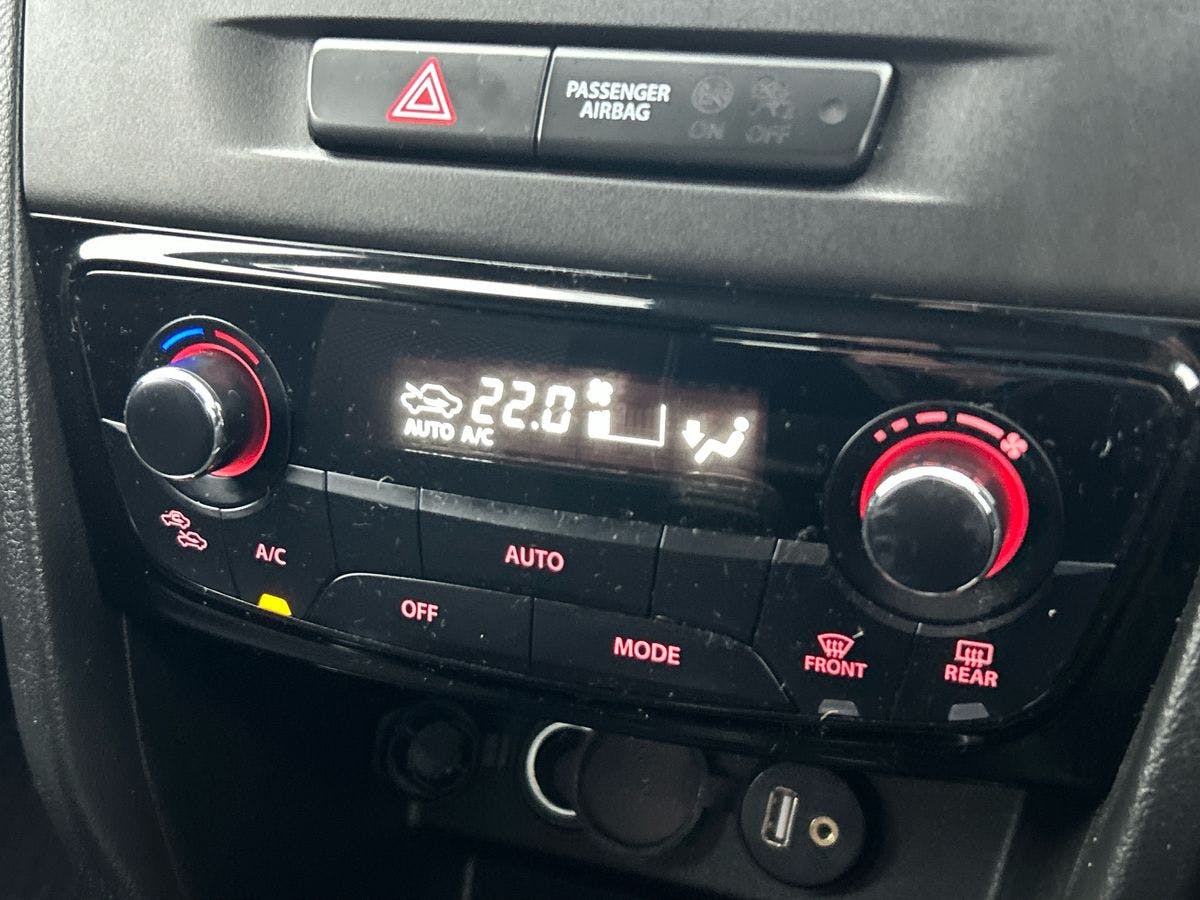 PASSENGER
AIRBAG
ON
OFF
22.0
AUTO A/C
A/C
AUTO
OFF
MODE
FRONT
REAR